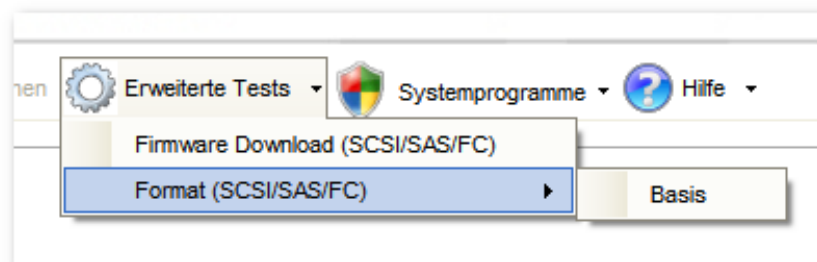 Erweiterte Tests Systemprogramme Hilfe
Firmware Download (SCSI/SAS/FC)
Format (SCSI/SAS/FC) Basis